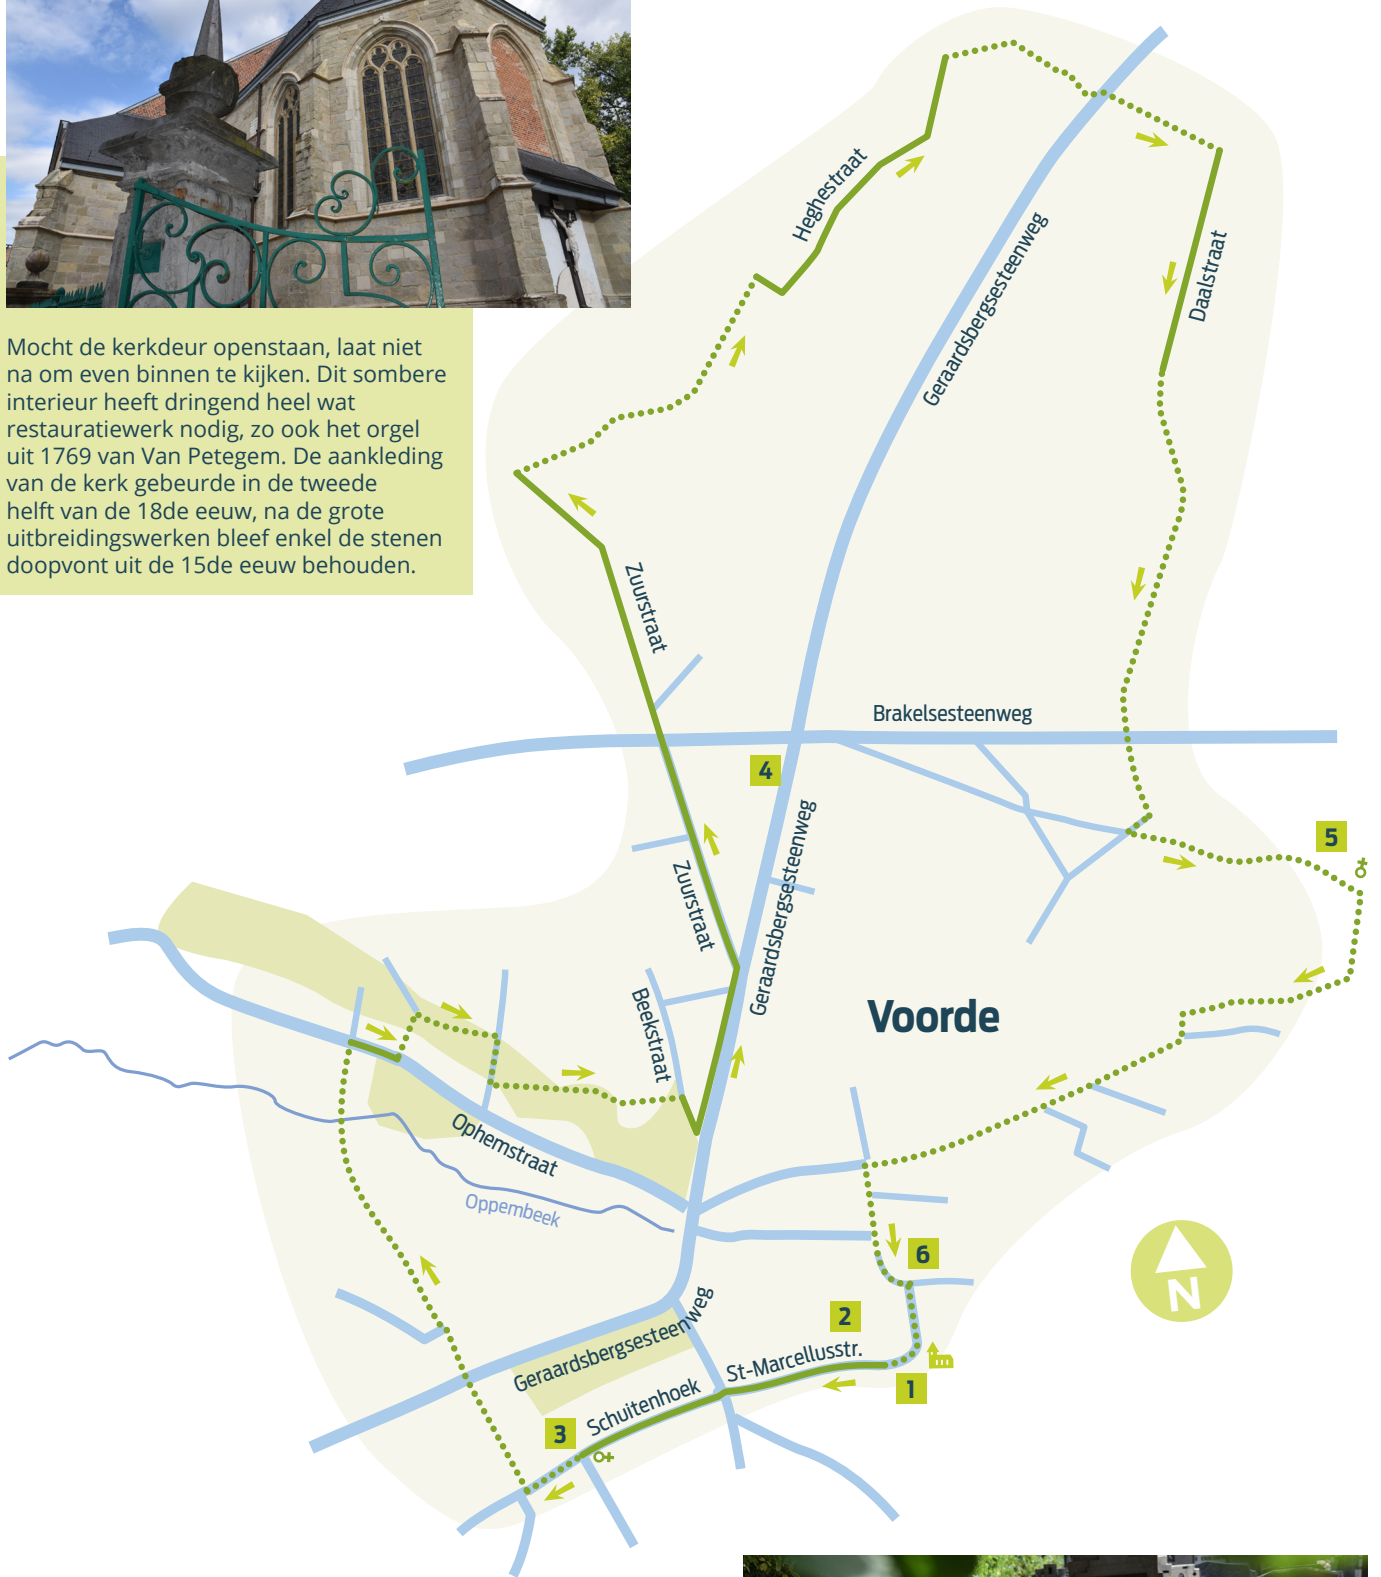 Mocht de kerkdeur openstaan, laat niet
na om even binnen te kijken. Dit sombere
interieur heeft dringend heel wat
restauratiewerk nodig, zo ook het orgel
uit 1769 van Van Petegem. De aankleding
van de kerk gebeurde in de tweede
helft van de 18de eeuw, na de grote
uitbreidingswerken bleef enkel de stenen
doopvont uit de 15de eeuw behouden.
Heghestraat
Geraardsbergsesteenweg
Daalstraat
Zuurstraat
Brakelsesteenweg
4
Geraardsbergsesteenweg
5
Zuurstraat
Beekstraat
Voorde
Ophemstraat
Oppembeek
6
N
2
Geraardsbergsesteenweg
St-Marcellusstr.
1
Schuitenhoek
3